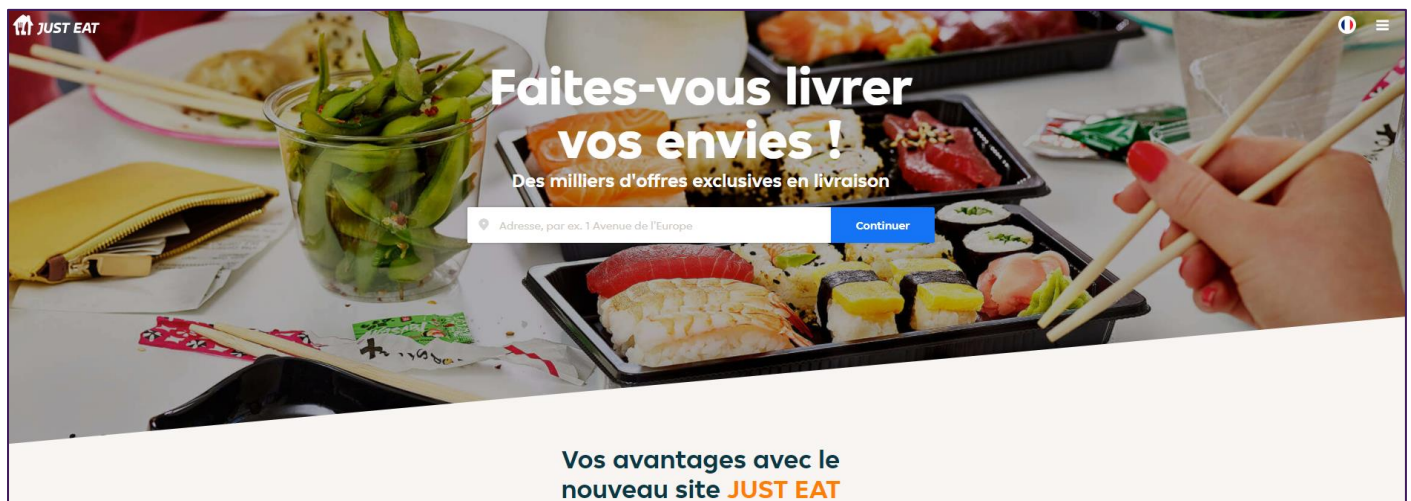 JUST EAT
Faites-vous livrer
vos envies !
Des milliers d'offres exclusives en livraison
Adresse, par ex. 1 Avenue de l'Europe
Continuer
Vos avantages avec le
nouveau site JUST EAT